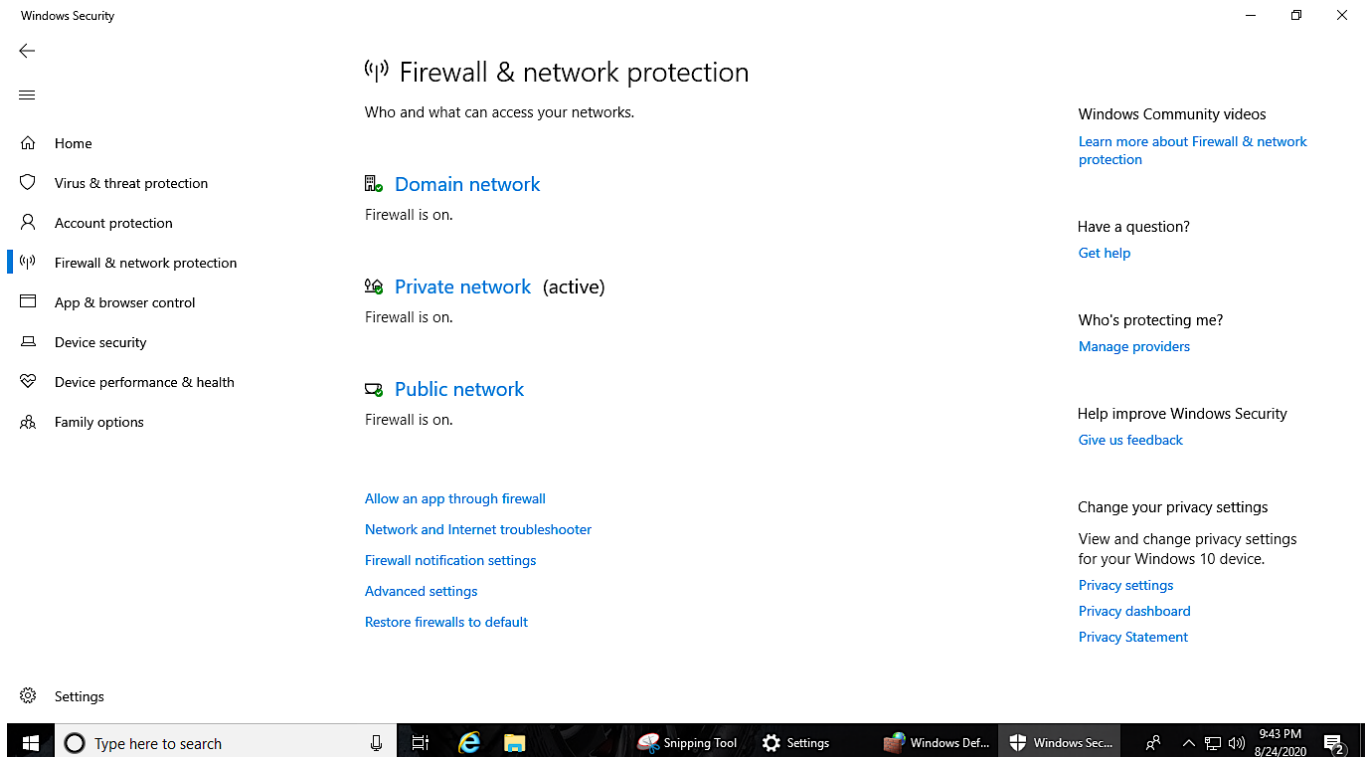 Windows Security
Firewall & network protection
Who and what can access your networks.
Home
Virus & threat protection
Account protection
Firewall & network protection
App & browser control
Device security
Device performance & health
Family options
Domain network
Firewall is on.
Private network (active)
Firewall is on.
Public network
Firewall is on.
Allow an app through firewall
Network and Internet troubleshooter
Firewall notification settings
Advanced settings
Restore firewalls to default
Windows Community videos
Learn more about Firewall & network
protection
Have a question?
Get help
Who's protecting me?
Manage providers
Help improve Windows Security
Give us feedback
Change your privacy settings
View and change privacy settings
for your Windows 10 device.
Privacy settings
Privacy dashboard
Privacy Statement
Settings
Type here to search
Snipping Tool
Settings
Windows Def...
Windows Sec...
9:43 PM
8/24/2020
2